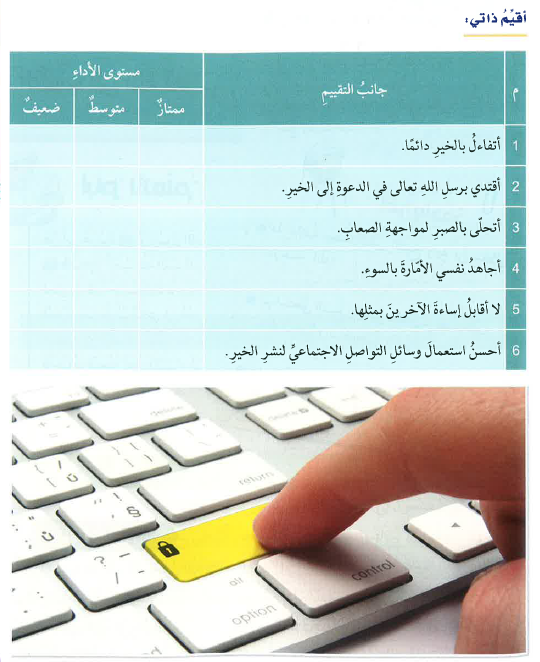 أقيّمُ ذاتي:
م جانبُ التقييمِ مستوى الأداءِ
ممتازٌ متوسطٌ ضعيفٌ
1 أتفاءلُ بالخيرِ دائمًا.
2 أقتدي برسلِ اللهِ تعالى في الدعوةِ إلى الخيرِ.
3 أتحلّى بالصبرِ لمواجهةِ الصعابِ.
4 أجاهدُ نفسي الأمّارةَ بالسوءِ.
5 لا أقابلُ إساءةَ الآخرينَ بمثلِها.
6 أحسنُ استعمالَ وسائلِ التواصلِ الاجتماعيِّ لنشرِ الخيرِ.
delete
return
alt
control
option